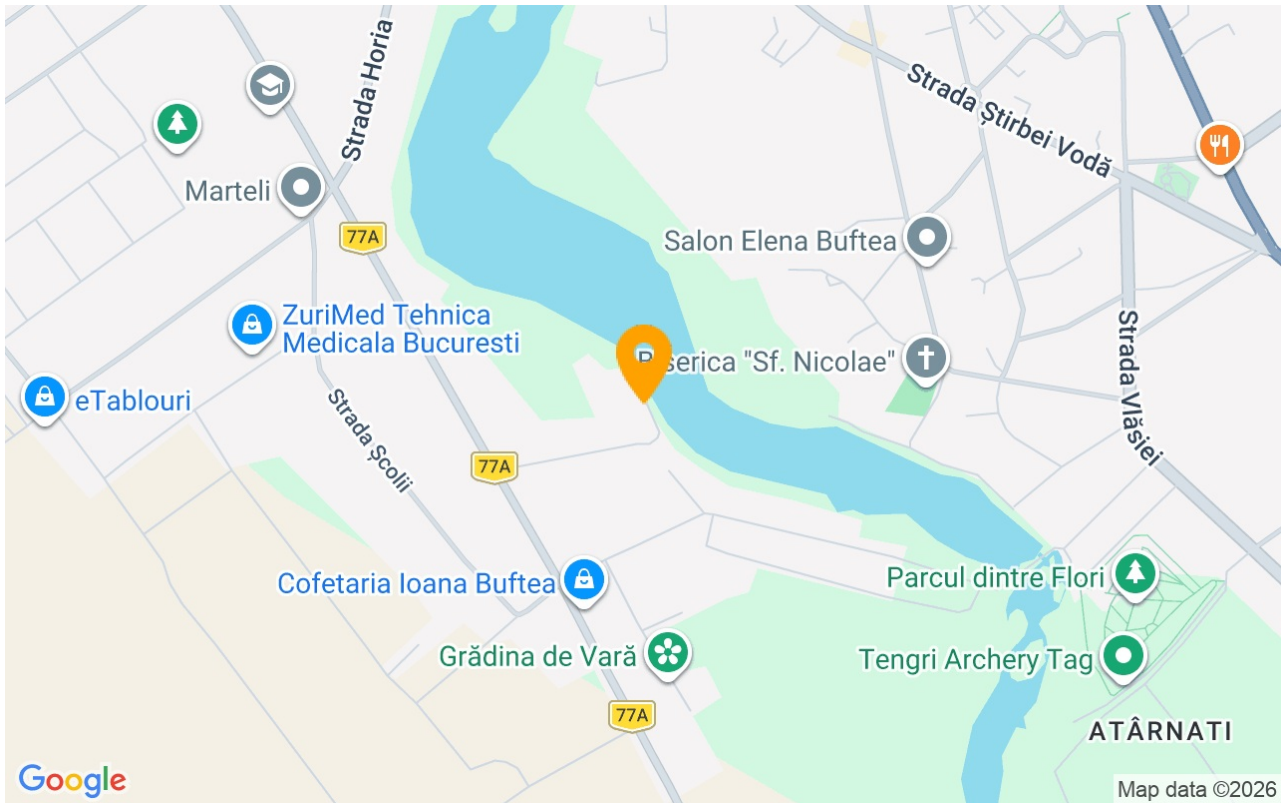 Strada Horia
Strada Știrbei Vodă
Marteli
77A
Salon Elena Buftea
ZuriMed Tehnica
Medicala Bucuresti
serica "Sf. Nicolae"
Strada Vlăsiei
eTablouri
Strada Școlii
77A
Cofetaria Ioana Buftea
Parcul dintre Flori
Grădina de Vară
Tengri Archery Tag
77A
ATÂRNATI
Google
Map data ©2026